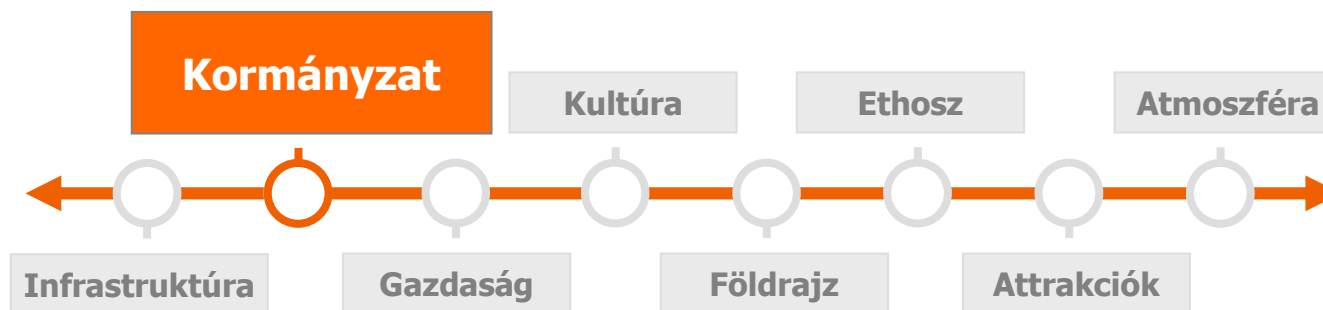 Kormányzat
Kultúra
Ethosz
Atmoszféra
Infrastruktúra
Gazdaság
Földrajz
Attrakciók